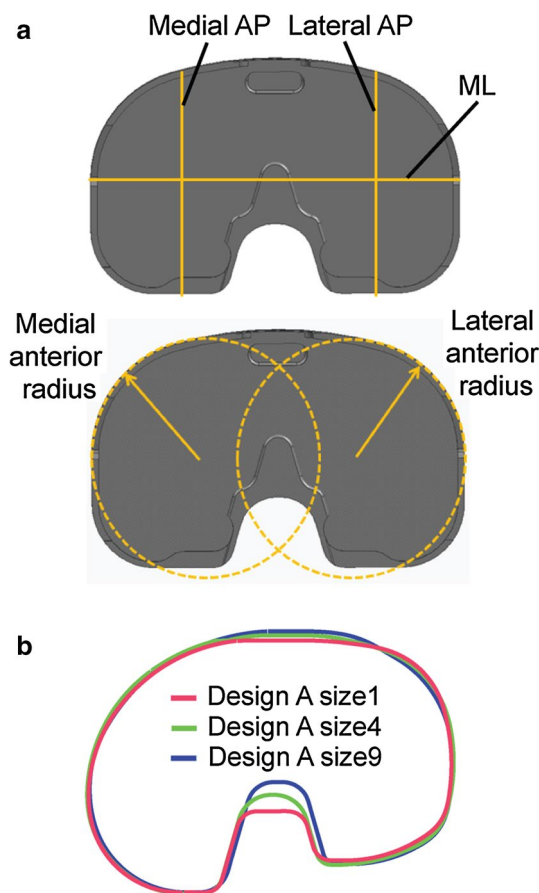 a
Medial AP
Lateral AP
ML
Medial
anterior
radius
Lateral
anterior
radius
b
Design A size1
Design A size4
Design A size9